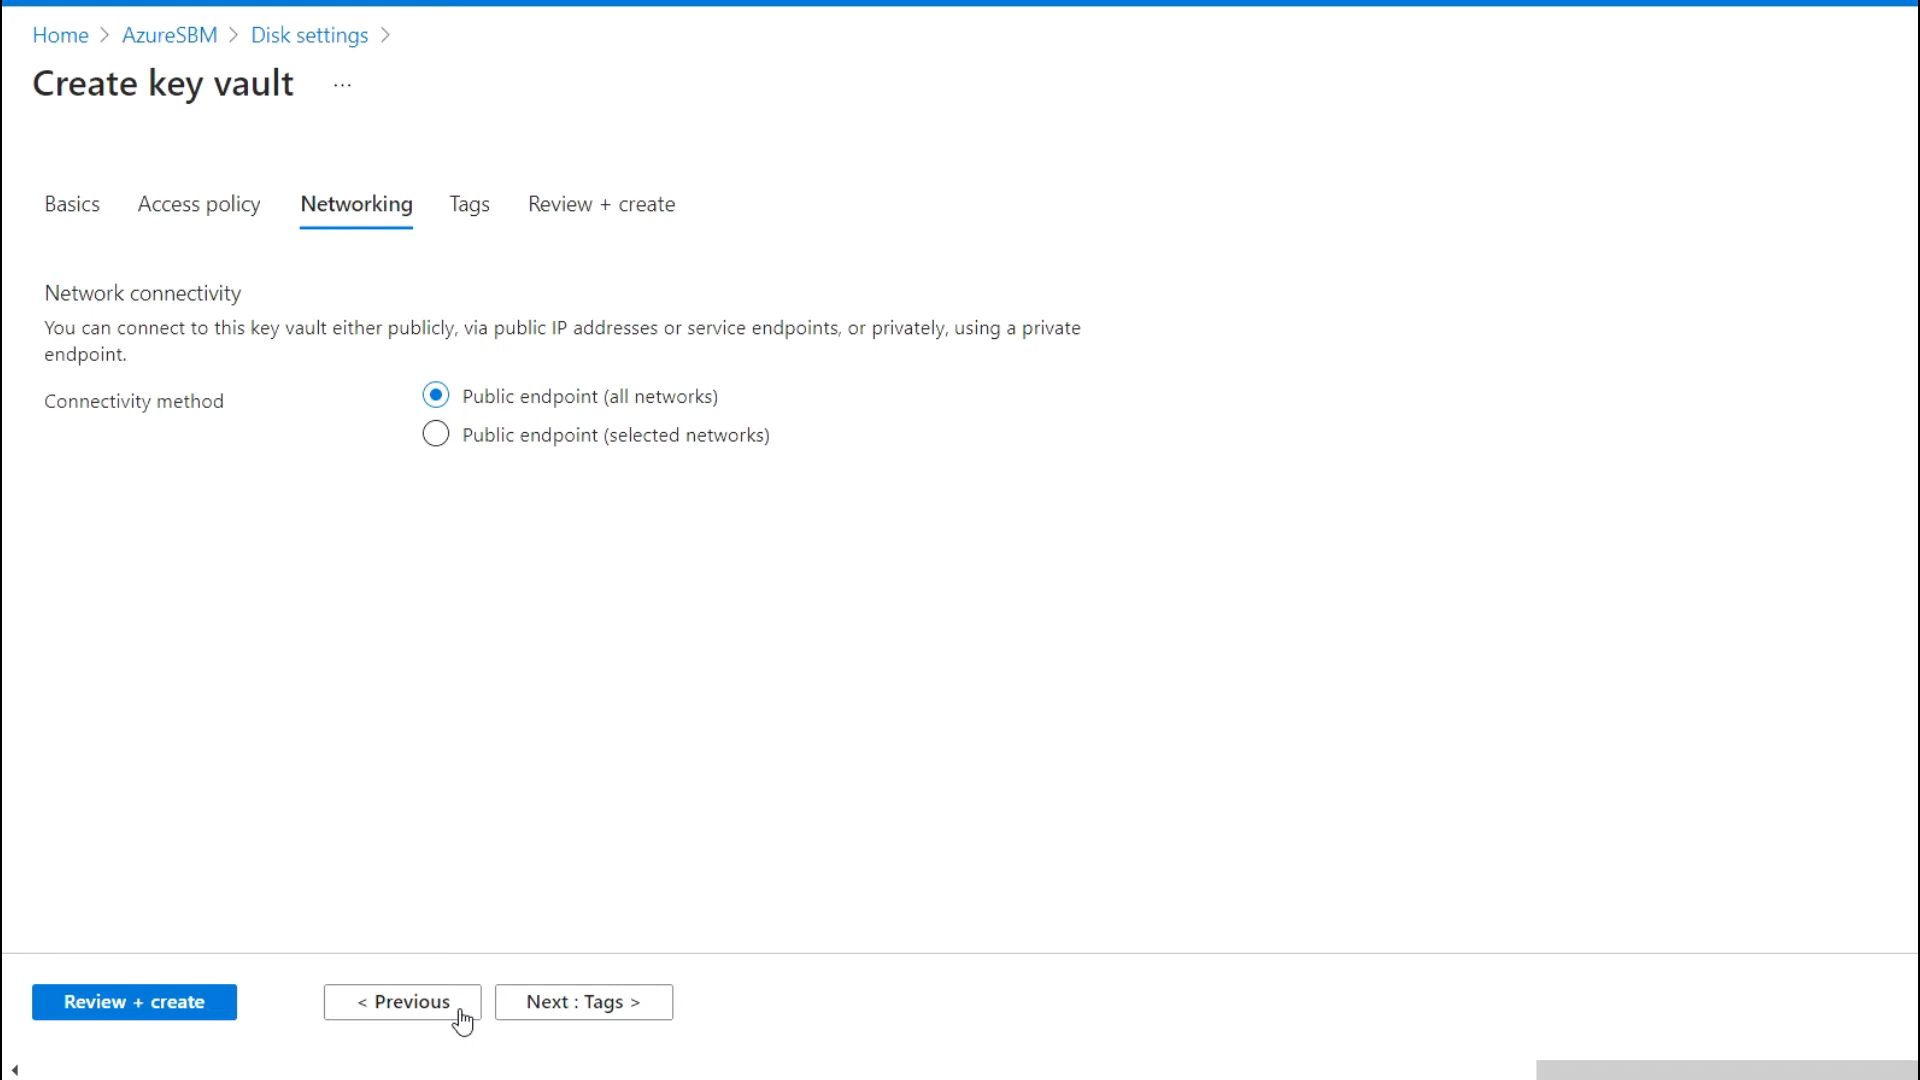 Home > AzureSBM > Disk settings >
Create key vault ...
Basics Access policy Networking Tags Review + create
Network connectivity
You can connect to this key vault either publicly, via public IP addresses or service endpoints, or privately, using a private
endpoint.
Connectivity method
Public endpoint (all networks)
Public endpoint (selected networks)
Review + create < Previous Next : Tags >